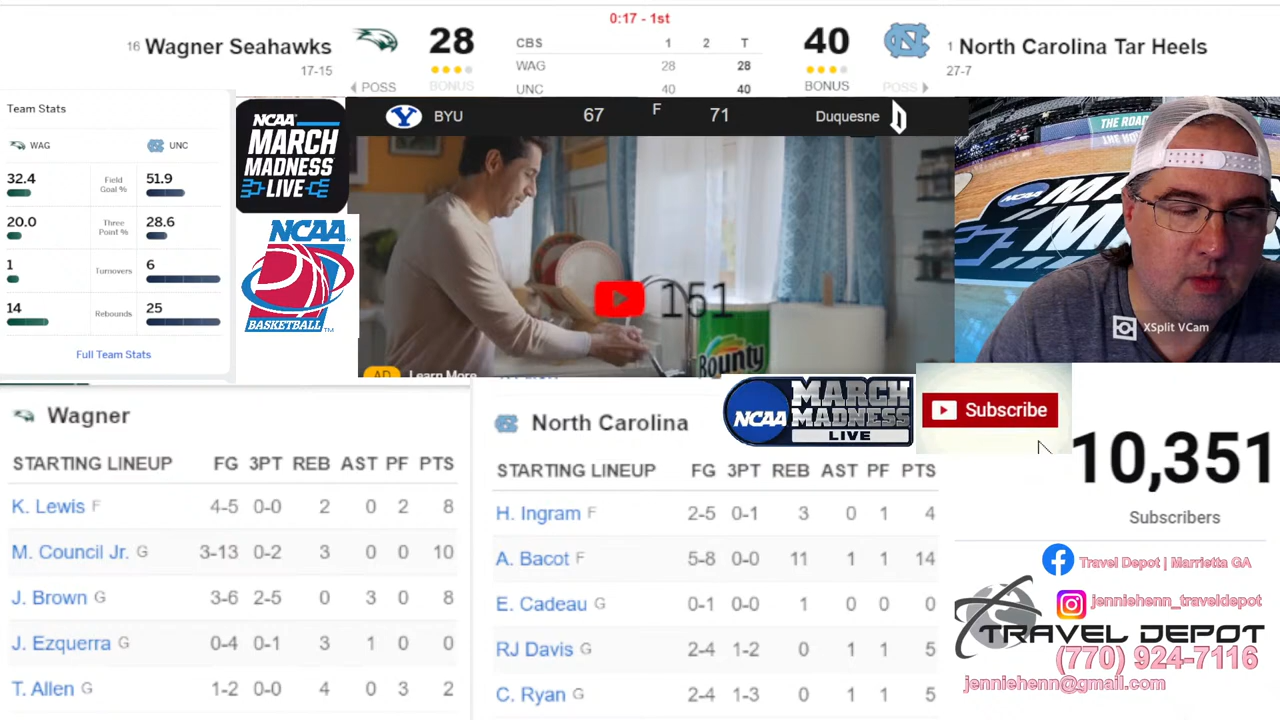 0:17 - 1st
16 Wagner Seahawks
17-15
28
BONUS
POSS
CBS 1 2 T
WAG 28 28
UNC 40 40
40
BONUS
1 North Carolina Tar Heels
27-7
POSS
Team Stats
WAG UNC
32.4 Field Goal % 51.9
20.0 Three Point % 28.6
1 Turnovers 6
14 Rebounds 25
Full Team Stats
NCAA
MARCH
MADNESS
LIVE
NCAA
BASKETBALL
TM
BYU 67 F 71 Duquesne
151
Bounty
AD Learn More
THE ROAD
NCAA
XSplit VCam
Wagner
STARTING LINEUP FG 3PT REB AST PF PTS
K. Lewis F 4-5 0-0 2 0 2 8
M. Council Jr. G 3-13 0-2 3 0 0 10
J. Brown G 3-6 2-5 0 3 0 8
J. Ezquerra G 0-4 0-1 3 1 0 0
T. Allen G 1-2 0-0 4 0 3 2
North Carolina
STARTING LINEUP FG 3PT REB AST PF PTS
H. Ingram F 2-5 0-1 3 0 1 4
A. Bacot F 5-8 0-0 11 1 1 14
E. Cadeau G 0-1 0-0 1 0 0 0
RJ Davis G 2-4 1-2 0 1 1 5
C. Ryan G 2-4 1-3 0 1 1 5
NCAA
MARCH
MADNESS
LIVE
Subscribe
10,351
Subscribers
Travel Depot | Marrietta GA
jenniehenn_traveldepot
TRAVEL DEPOT
(770) 924-7116
jenniehenn@gmail.com